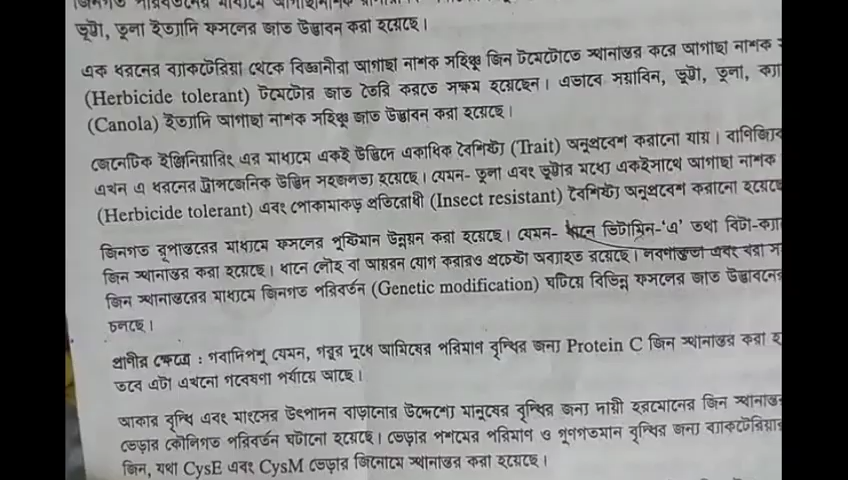 জিনগত পরিবর্তনের মাধ্যমে আগাছানাশক
ভুট্টা, তুলা ইত্যাদি ফসলের জাত উদ্ভাবন করা হয়েছে।
এক ধরনের ব্যাকটেরিয়া থেকে বিজ্ঞানীরা আগাছা নাশক সহিষ্ণু জিন টমেটোতে স্থানান্তর করে আগাছা নাশক
(Herbicide tolerant) টমেটোর জাত তৈরি করতে সক্ষম হয়েছেন। এভাবে সয়াবিন, ভুট্টা, তুলা, ক্যা
(Canola) ইত্যাদি আগাছা নাশক সহিষ্ণু জাত উদ্ভাবন করা হয়েছে।
জেনেটিক ইঞ্জিনিয়ারিং এর মাধ্যমে একই উদ্ভিদে একাধিক বৈশিষ্ট্য (Trait) অনুপ্রবেশ করানো যায়। বাণিজ্যিক
এখন এ ধরনের ট্রান্সজেনিক উদ্ভিদ সহজলভ্য হয়েছে। যেমন- তুলা এবং ভুট্টার মধ্যে একইসাথে আগাছা নাশক
(Herbicide tolerant) এবং পোকামাকড় প্রতিরোধী (Insect resistant) বৈশিষ্ট্য অনুপ্রবেশ করানো হয়েছে
জিনগত রূপান্তরের মাধ্যমে ফসলের পুষ্টিমান উন্নয়ন করা হয়েছে। যেমন- ধানে ভিটামিন-'এ' তথা বিটা-ক্যা
জিন স্থানান্তর করা হয়েছে। ধানে লৌহ বা আয়রন যোগ করারও প্রচেষ্টা অব্যাহত রয়েছে। লবণাক্ততা এবং খরা স
জিন স্থানান্তরের মাধ্যমে জিনগত পরিবর্তন (Genetic modification) ঘটিয়ে বিভিন্ন ফসলের জাত উদ্ভাবনের
চলছে।
প্রাণীর ক্ষেত্রে : গবাদিপশু যেমন, গরুর দুধে আমিষের পরিমাণ বৃদ্ধির জন্য Protein C জিন স্থানান্তর করা হ
তবে এটা এখনো গবেষণা পর্যায়ে আছে।
আকার বৃদ্ধি এবং মাংসের উৎপাদন বাড়ানোর উদ্দেশ্যে মানুষের বৃদ্ধির জন্য দায়ী হরমোনের জিন স্থানান্ত
ভেড়ার কৌলিগত পরিবর্তন ঘটানো হয়েছে। ভেড়ার পশমের পরিমাণ ও গুণগতমান বৃদ্ধির জন্য ব্যাকটেরিয়ার
জিন, যথা CysE এবং CysM ভেড়ার জিনোমে স্থানান্তর করা হয়েছে।